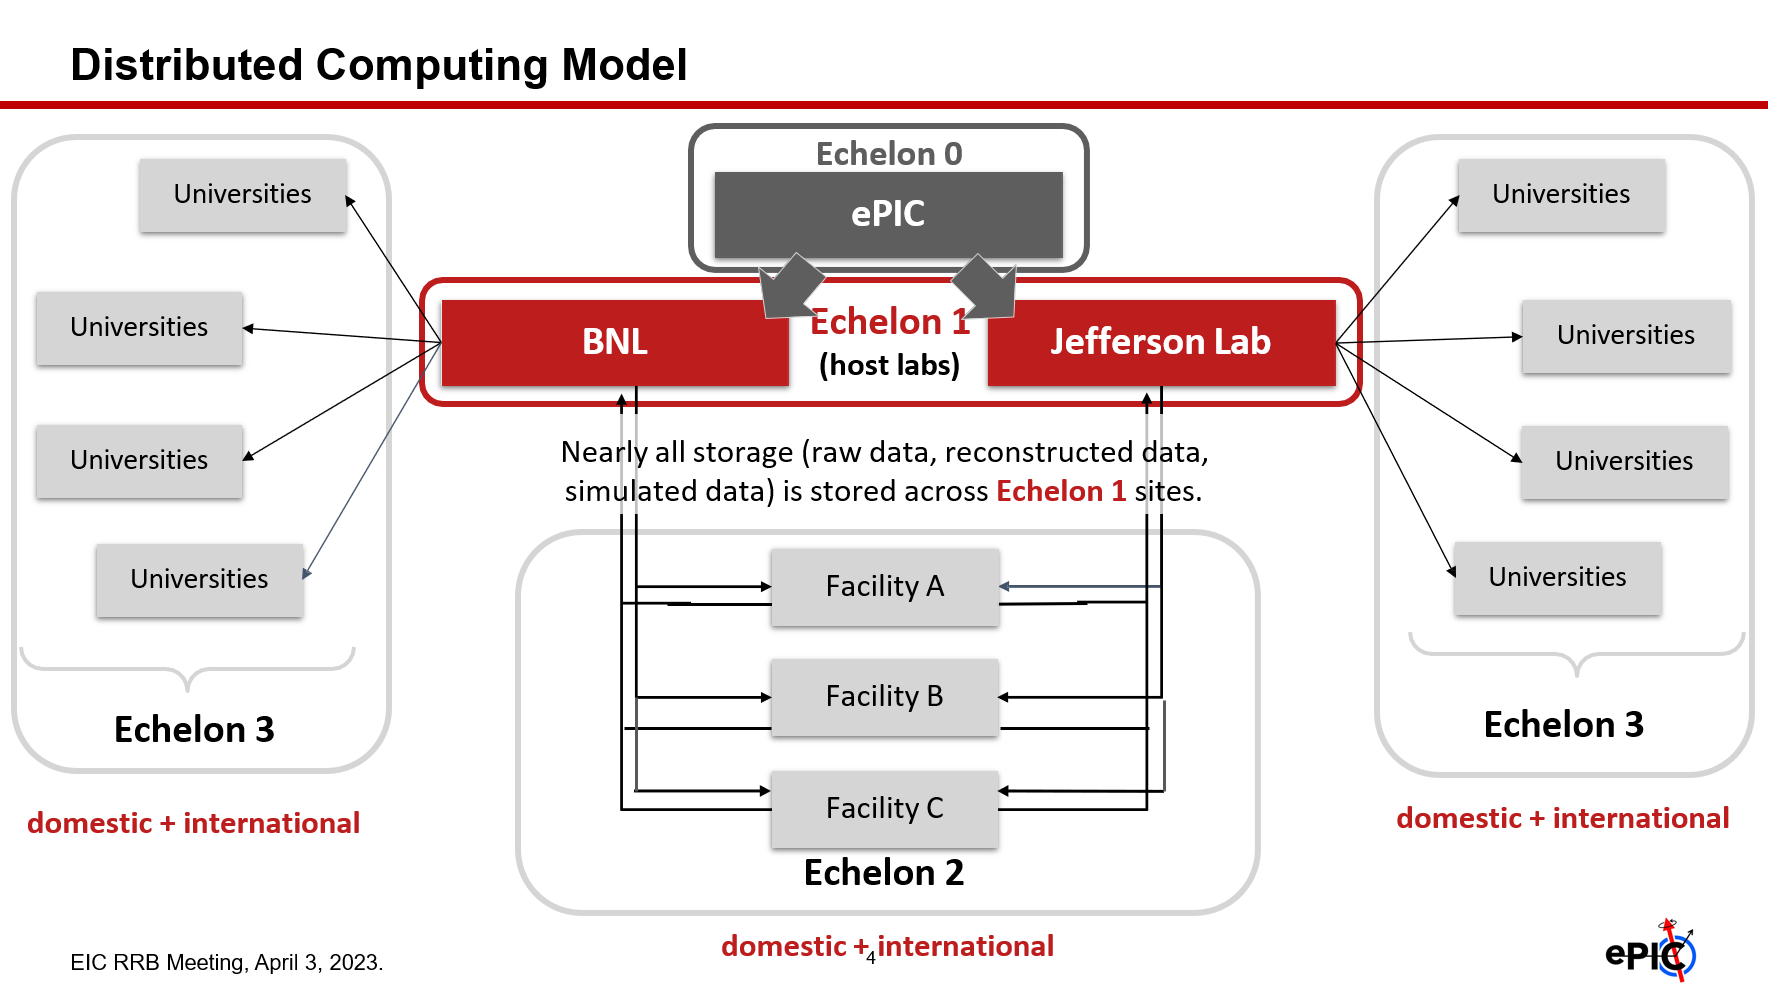 Distributed Computing Model
Echelon 0
ePIC
Universities
Universities
Universities
Universities
Echelon 3
domestic + international
BNL
Echelon 1
(host labs)
Jefferson Lab
Nearly all storage (raw data, reconstructed data,
simulated data) is stored across Echelon 1 sites.
Facility A
Facility B
Facility C
Echelon 2
domestic + international
Universities
Universities
Universities
Universities
Echelon 3
domestic + international
EIC RRB Meeting, April 3, 2023.
4
ePIC